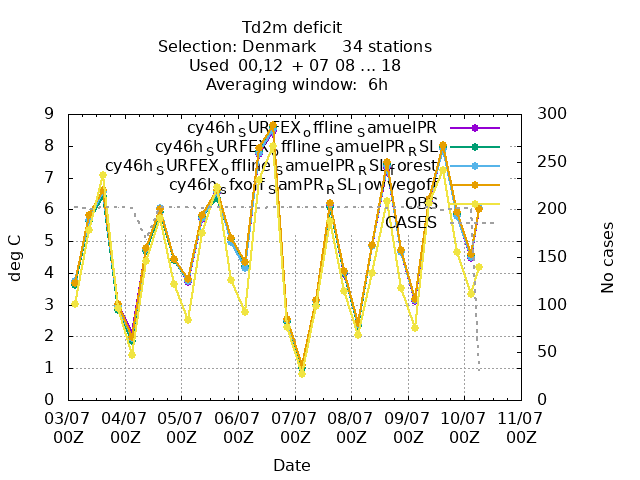 Td2m deficit
Selection: Denmark 34 stations
Used 00,12 + 07 08 ... 18
Averaging window: 6h
cy46h_SURFEX_offline_SamuelPR
cy46h_SURFEX_offline_SamuelPR_RSL
cy46h_SURFEX_offline_SamuelPR_RSL_forest
cy46h_sfxoff_SamPR_RSL_lowvegoff
OBS
CASES
deg C
9
8
7
6
5
4
3
2
1
0
300
250
200
150
100
50
0
No cases
03/07 04/07 05/07 06/07 07/07 08/07 09/07 10/07 11/07
00Z 00Z 00Z 00Z 00Z 00Z 00Z 00Z 00Z
Date